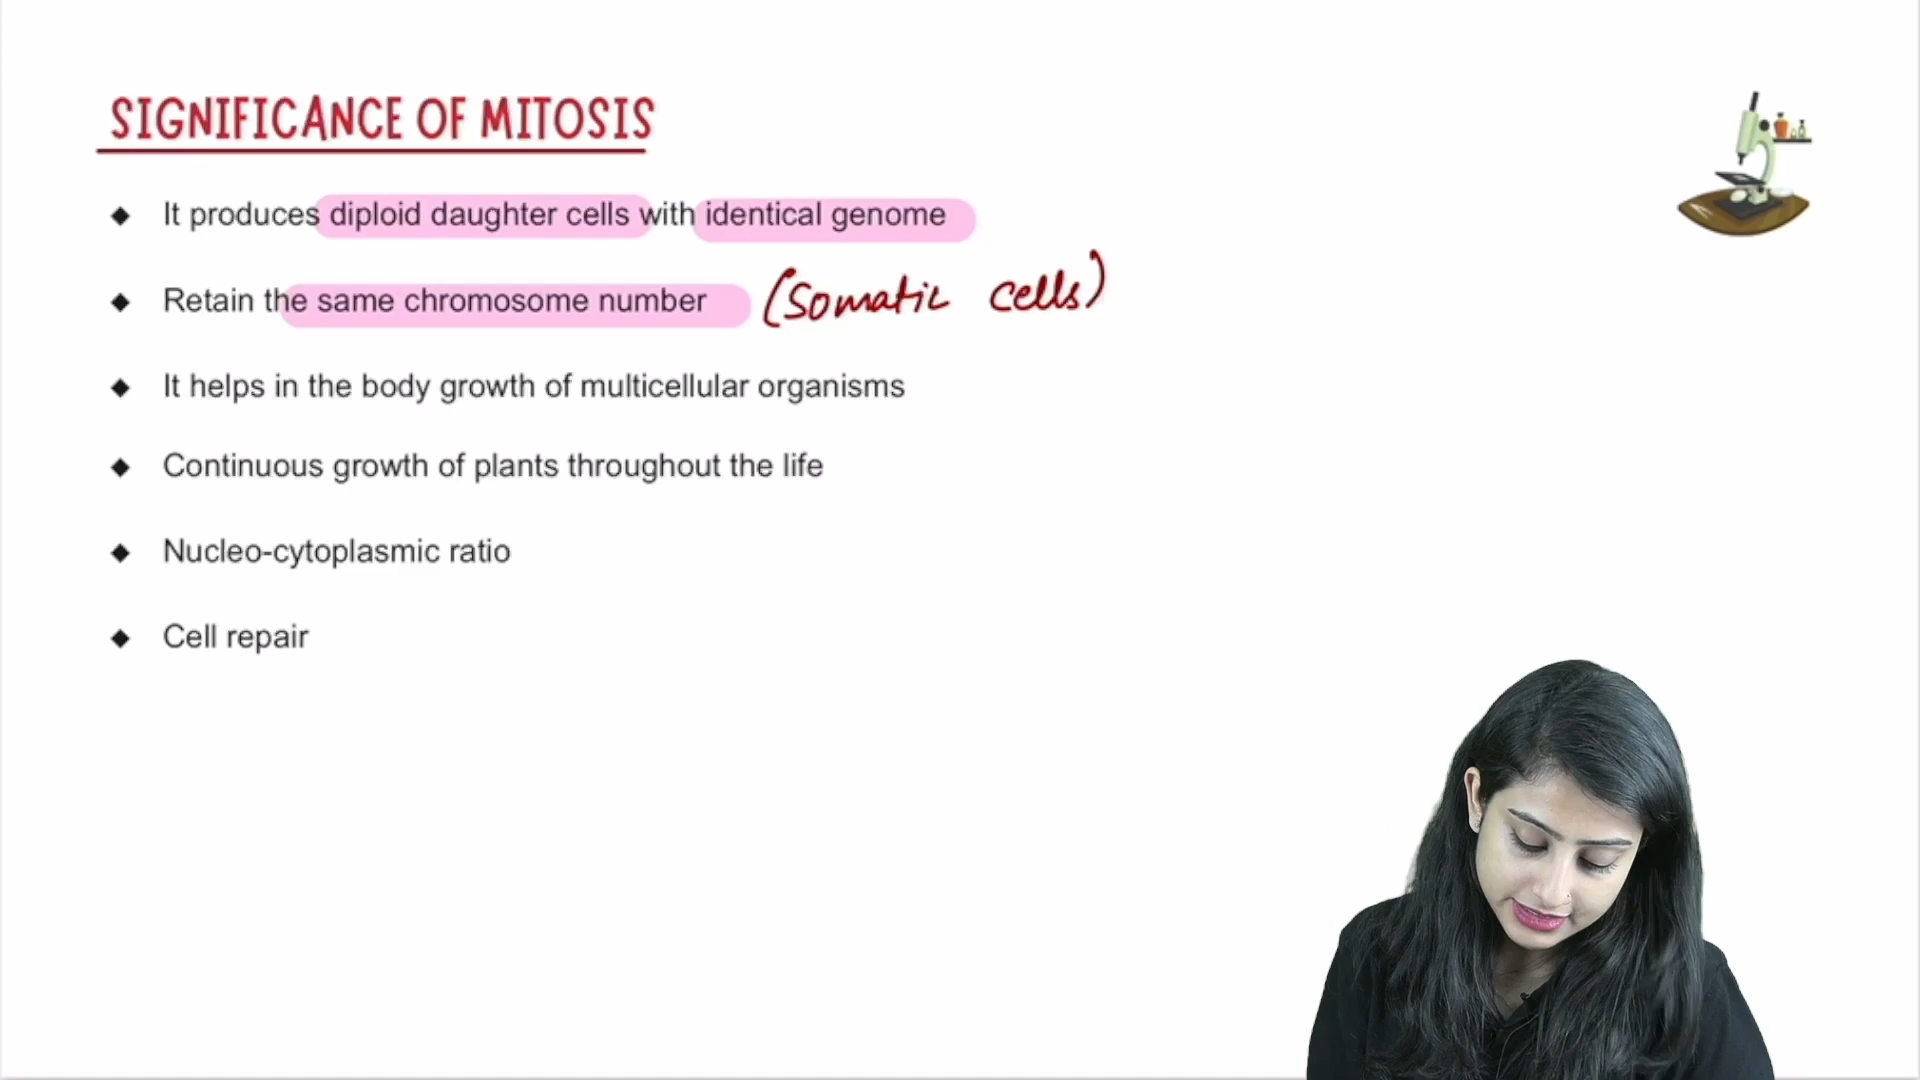 SIGNIFICANCE OF MITOSIS
It produces diploid daughter cells with identical genome
Retain the same chromosome number (Somatic cells)
It helps in the body growth of multicellular organisms
Continuous growth of plants throughout the life
Nucleo-cytoplasmic ratio
Cell repair